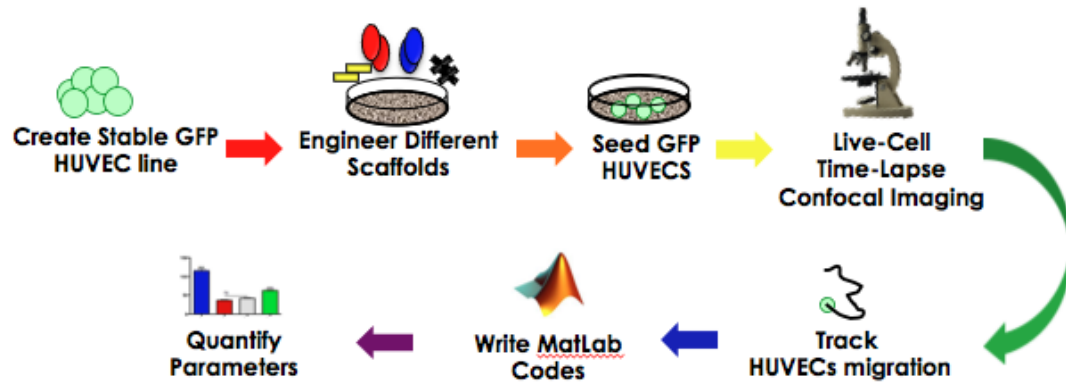 Create Stable GFP
HUVEC line
Engineer Different
Scaffolds
Seed GFP
HUVECS
Live-Cell
Time-Lapse
Confocal Imaging
Track
HUVECs migration
Write MatLab
Codes
Quantify
Parameters